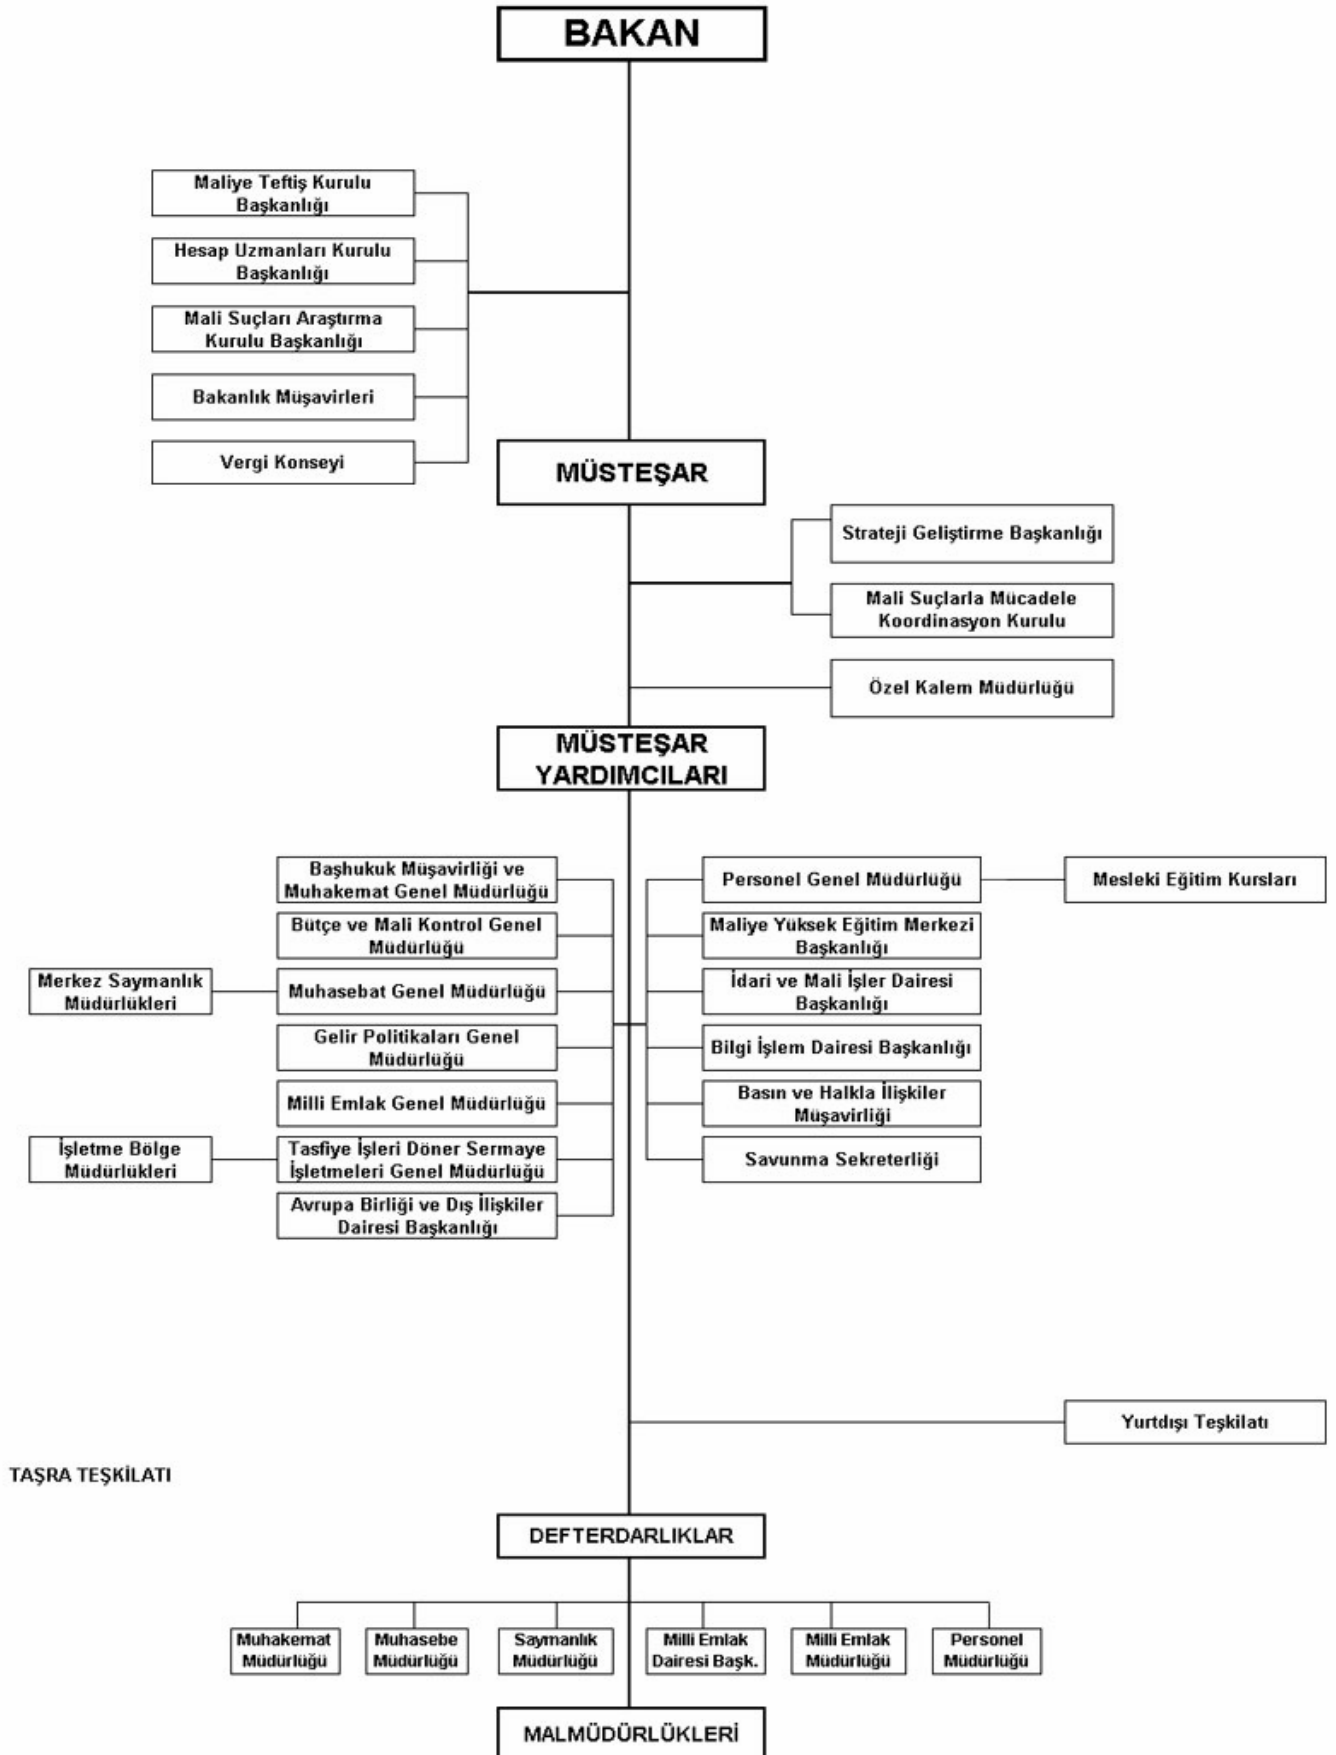 BAKAN
Maliye Teftiş Kurulu
Başkanlığı
Hesap Uzmanları Kurulu
Başkanlığı
Mali Suçları Araştırma
Kurulu Başkanlığı
Bakanlık Müşavirleri
Vergi Konseyi
MÜSTEŞAR
Strateji Geliştirme Başkanlığı
Mali Suçlarla Mücadele
Koordinasyon Kurulu
Özel Kalem Müdürlüğü
MÜSTEŞAR
YARDIMCILARI
Başhukuk Müşavirliği ve
Muhakemat Genel Müdürlüğü
Personel Genel Müdürlüğü
Mesleki Eğitim Kursları
Bütçe ve Mali Kontrol Genel
Müdürlüğü
Maliye Yüksek Eğitim Merkezi
Başkanlığı
Merkez Saymanlık
Müdürlükleri
Muhasebat Genel Müdürlüğü
İdari ve Mali İşler Dairesi
Başkanlığı
Gelir Politikaları Genel
Müdürlüğü
Bilgi İşlem Dairesi Başkanlığı
Milli Emlak Genel Müdürlüğü
Basın ve Halkla İlişkiler
Müşavirliği
İşletme Bölge
Müdürlükleri
Tasfiye İşleri Döner Sermaye
İşletmeleri Genel Müdürlüğü
Savunma Sekreterliği
Avrupa Birliği ve Dış İlişkiler
Dairesi Başkanlığı
Yurtdışı Teşkilatı
TAŞRA TEŞKİLATI
DEFTERDARLIKLAR
Muhakemat
Müdürlüğü
Muhasebe
Müdürlüğü
Saymanlık
Müdürlüğü
Milli Emlak
Dairesi Başk.
Milli Emlak
Müdürlüğü
Personel
Müdürlüğü
MALMÜDÜRLÜKLERİ